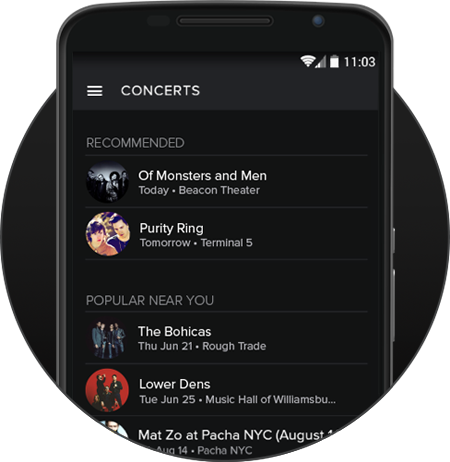 11:03
CONCERTS
RECOMMENDED
Of Monsters and Men
Today • Beacon Theater
Purity Ring
Tomorrow • Terminal 5
POPULAR NEAR YOU
The Bohicas
Thu Jun 21 • Rough Trade
Lower Dens
Tue Jun 25 • Music Hall of Williamsbu...
Mat Zo at Pacha NYC (August 1
Aug 14 • Pacha NYC